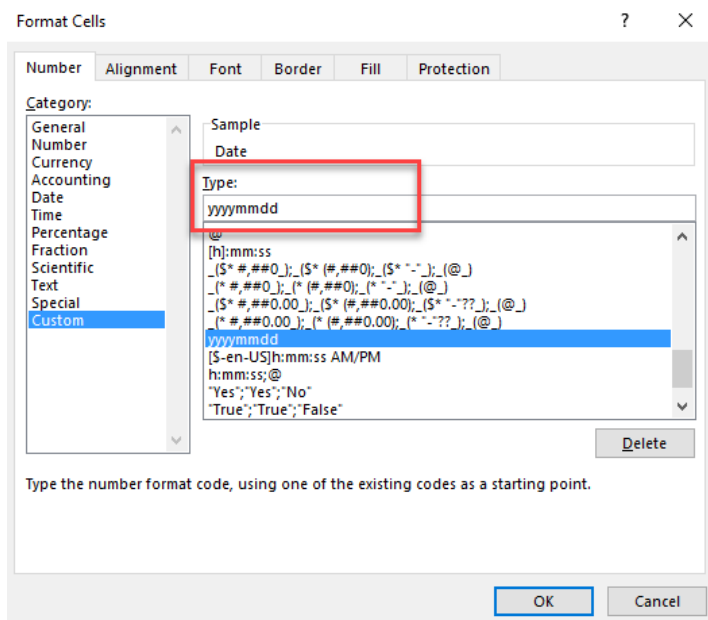 Format Cells ? ×
Number Alignment Font Border Fill Protection
Category:
General
Number
Currency
Accounting
Date
Time
Percentage
Fraction
Scientific
Text
Special
Custom
Sample
Date
Type:
yyyymmdd
@
[h]:mm:ss
_($* #,##0_);_($* (#,##0);_($* "-"_);_(@_)
_(* #,##0_);_(* (#,##0);_(* "-"_);_(@_)
_($* #,##0.00_);_($* (#,##0.00);_($* "-"??_);_(@_)
_(* #,##0.00_);_(* (#,##0.00);_(* "-"??_);_(@_)
yyyymmdd
[$-en-US]h:mm:ss AM/PM
h:mm:ss;@
"Yes";"Yes";"No"
"True";"True";"False"
Delete
Type the number format code, using one of the existing codes as a starting point.
OK Cancel